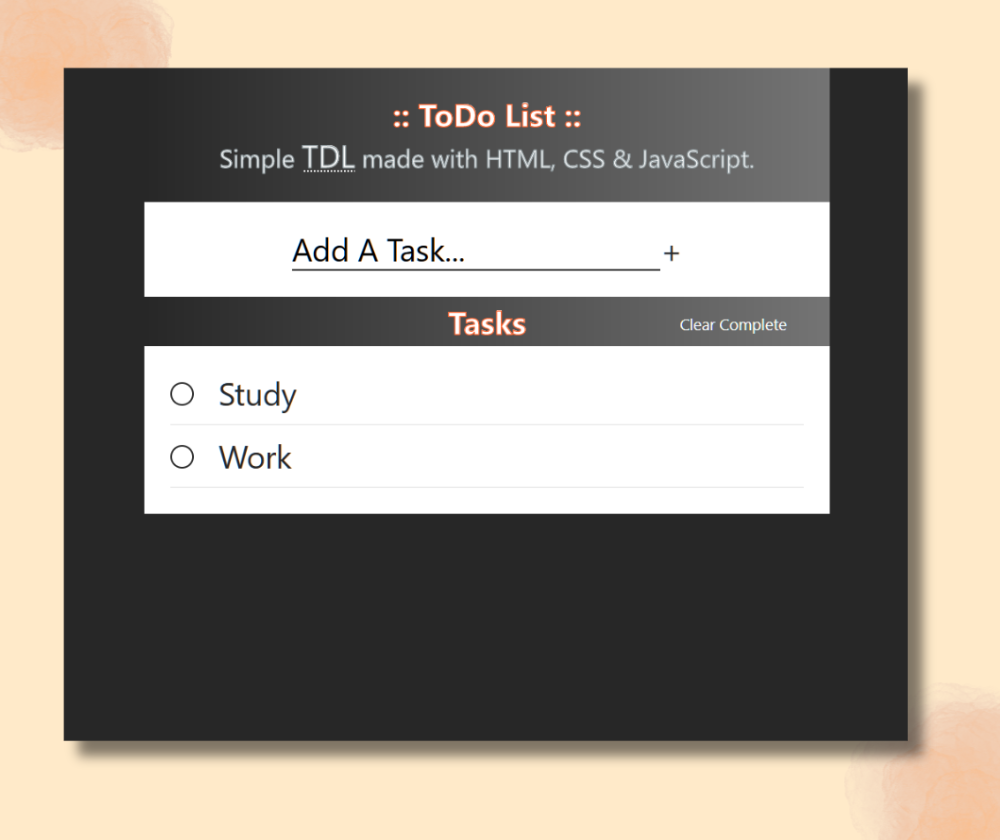 :: ToDo List ::
Simple TDL made with HTML, CSS & JavaScript.
Add A Task...
+
Tasks
Clear Complete
Study
Work